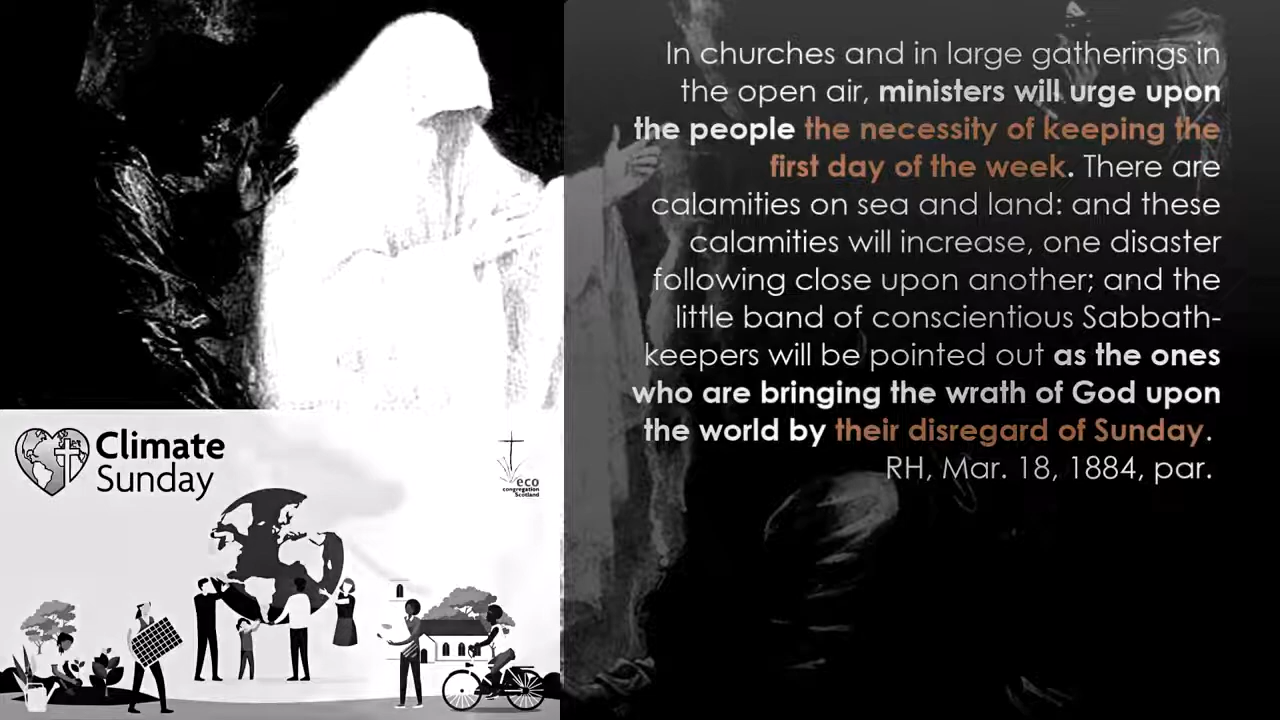 In churches and in large gatherings in
the open air, ministers will urge upon
the people the necessity of keeping the
first day of the week. There are
calamities on sea and land: and these
calamities will increase, one disaster
following close upon another; and the
little band of conscientious Sabbath-
keepers will be pointed out as the ones
who are bringing the wrath of God upon
the world by their disregard of Sunday.
RH, Mar. 18, 1884, par.
Climate
Sunday
eco
congregation
Scotland